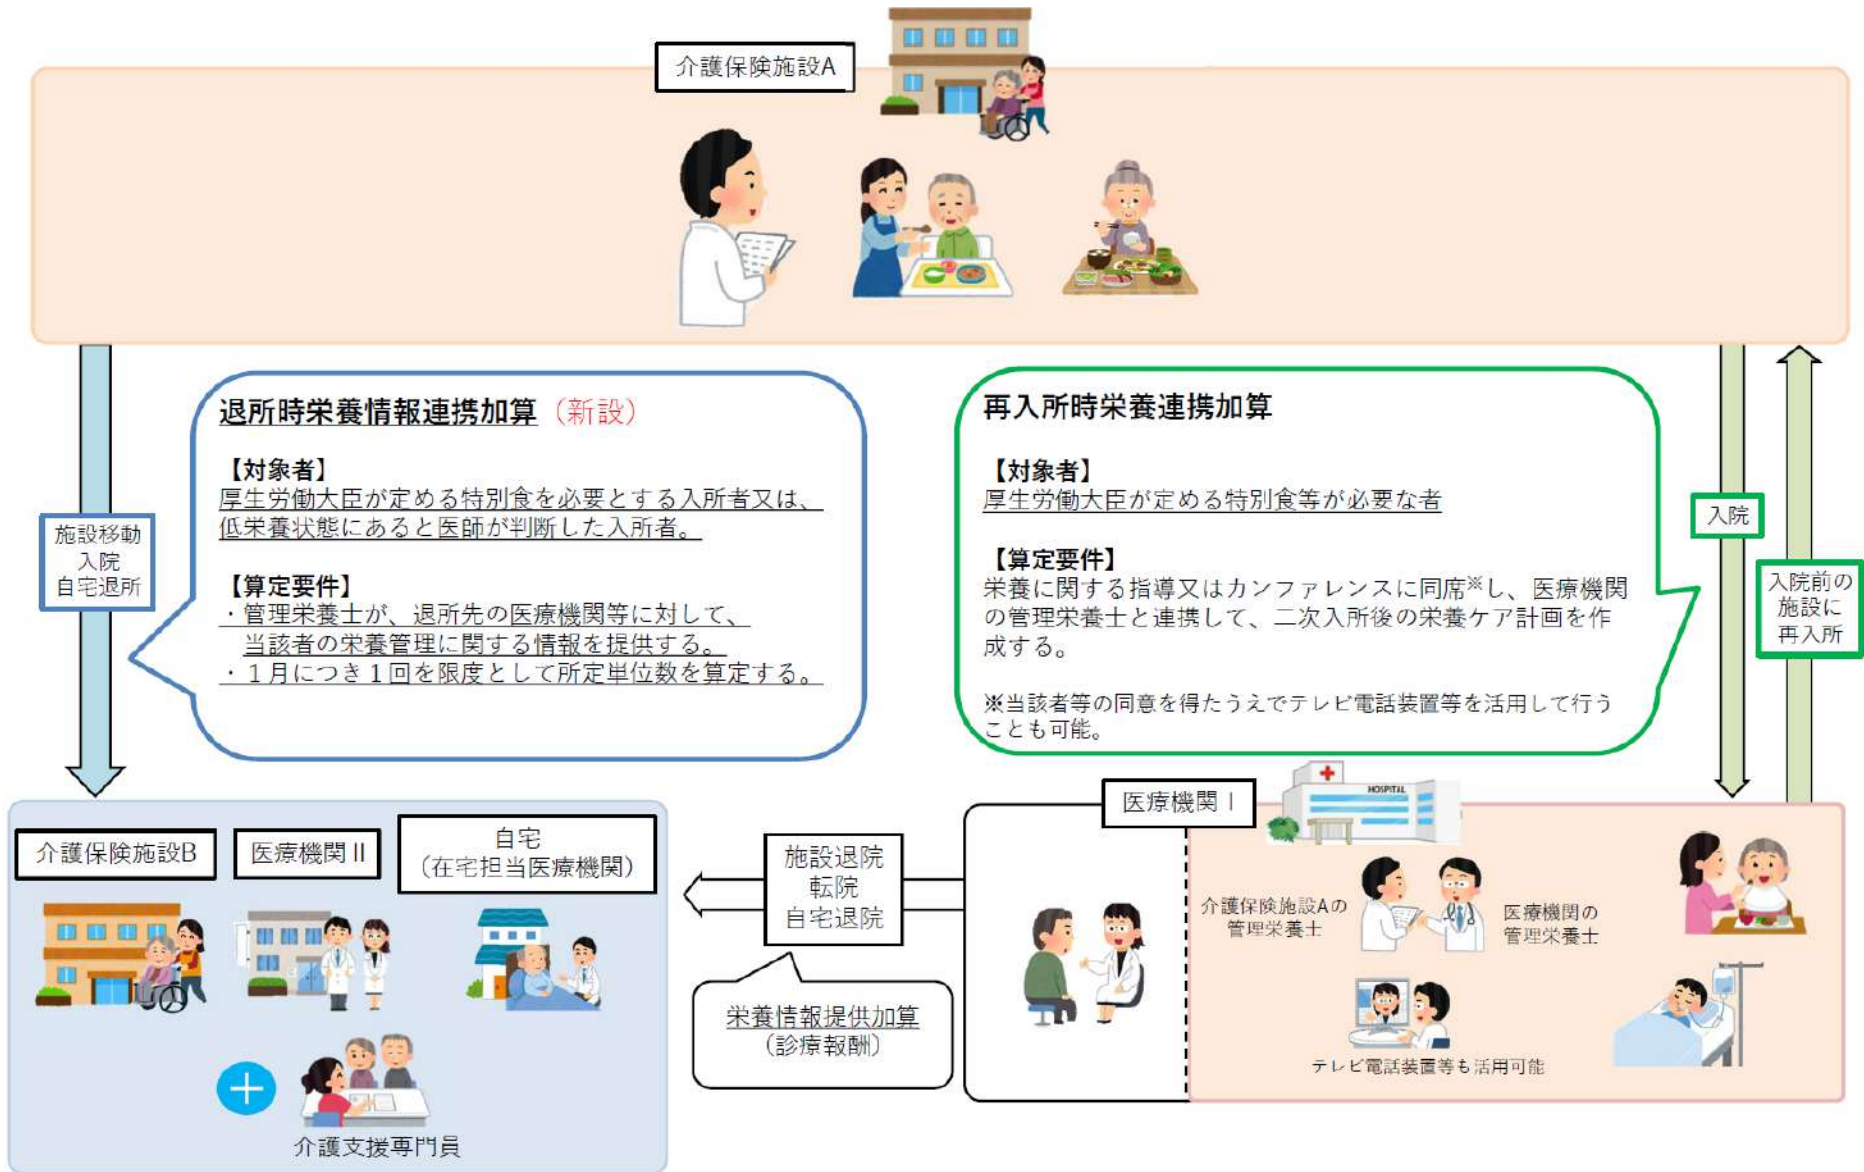 介護保険施設A
退所時栄養情報連携加算（新設）
【対象者】
厚生労働大臣が定める特別食を必要とする入所者又は、
低栄養状態にあると医師が判断した入所者。
【算定要件】
・管理栄養士が、退所先の医療機関等に対して、
当該者の栄養管理に関する情報を提供する。
・１月につき１回を限度として所定単位数を算定する。
施設移動
入院
自宅退所
再入所時栄養連携加算
【対象者】
厚生労働大臣が定める特別食等が必要な者
【算定要件】
栄養に関する指導又はカンファレンスに同席※し、医療機関
の管理栄養士と連携して、二次入所後の栄養ケア計画を作
成する。
※当該者等の同意を得たうえでテレビ電話装置等を活用して行う
ことも可能。
入院
入院前の
施設に
再入所
介護保険施設B
医療機関Ⅱ
自宅
（在宅担当医療機関）
介護支援専門員
施設退院
転院
自宅退院
栄養情報提供加算
（診療報酬）
医療機関Ⅰ
HOSPITAL
介護保険施設Aの
管理栄養士
医療機関の
管理栄養士
テレビ電話装置等も活用可能